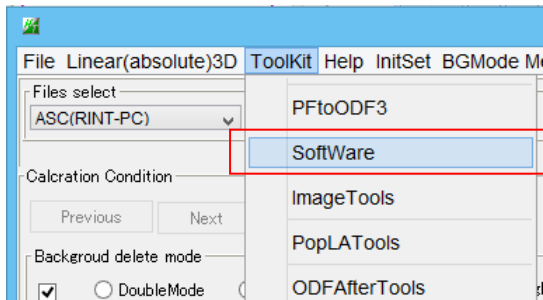 File Linear(absolute)3D ToolKit Help InitSet BGMode
Files select
ASC(RINT-PC)
PFtoODF3
SoftWare
Calcration Condition
ImageTools
Previous Next
PopLATools
Backgroud delete mode
DoubleMode
ODFAfterTools